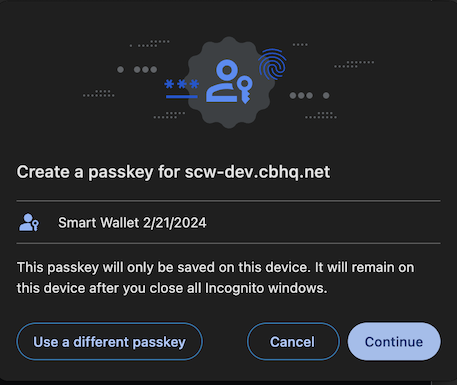 ***
Create a passkey for scw-dev.cbhq.net
Smart Wallet 2/21/2024
This passkey will only be saved on this device. It will remain on
this device after you close all Incognito windows.
Use a different passkey
Cancel
Continue